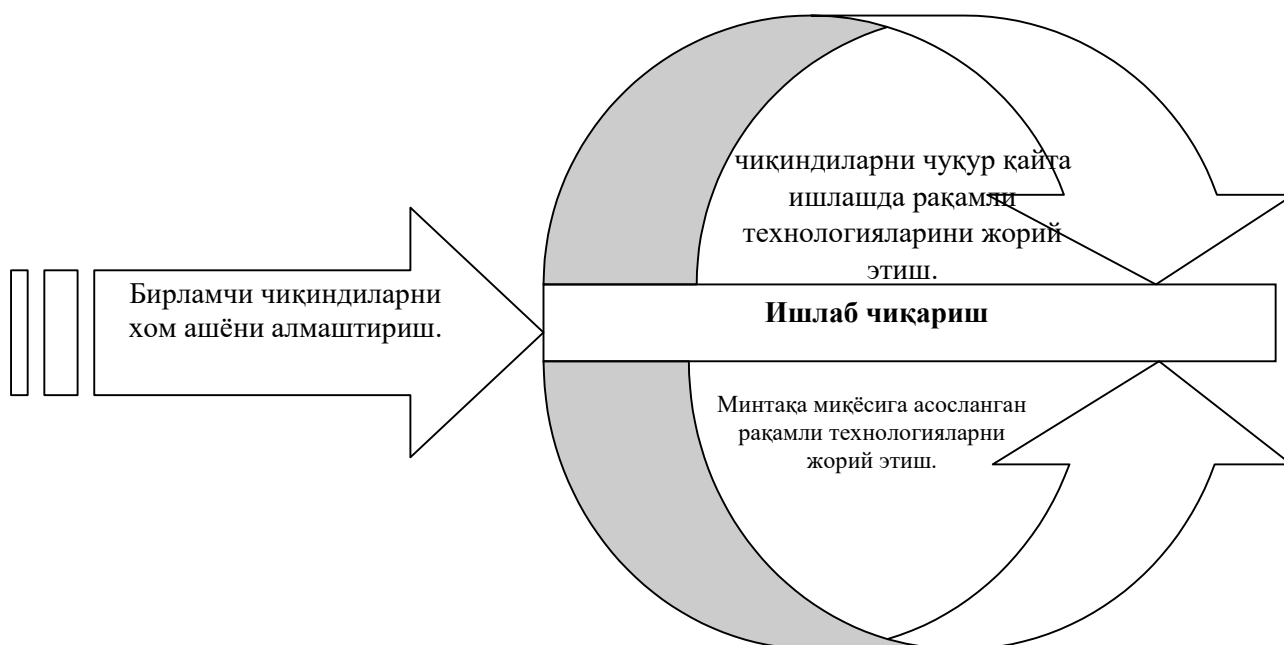 Бирламчи чиқиндиларни
хом ашёни алмаштириш.
чиқиндиларни чуқур қайта
ишлашда рақамли
технологияларини жорий
этиш.
Ишлаб чиқариш
Минтақа миқёсига асосланган
рақамли технологияларни
жорий этиш.